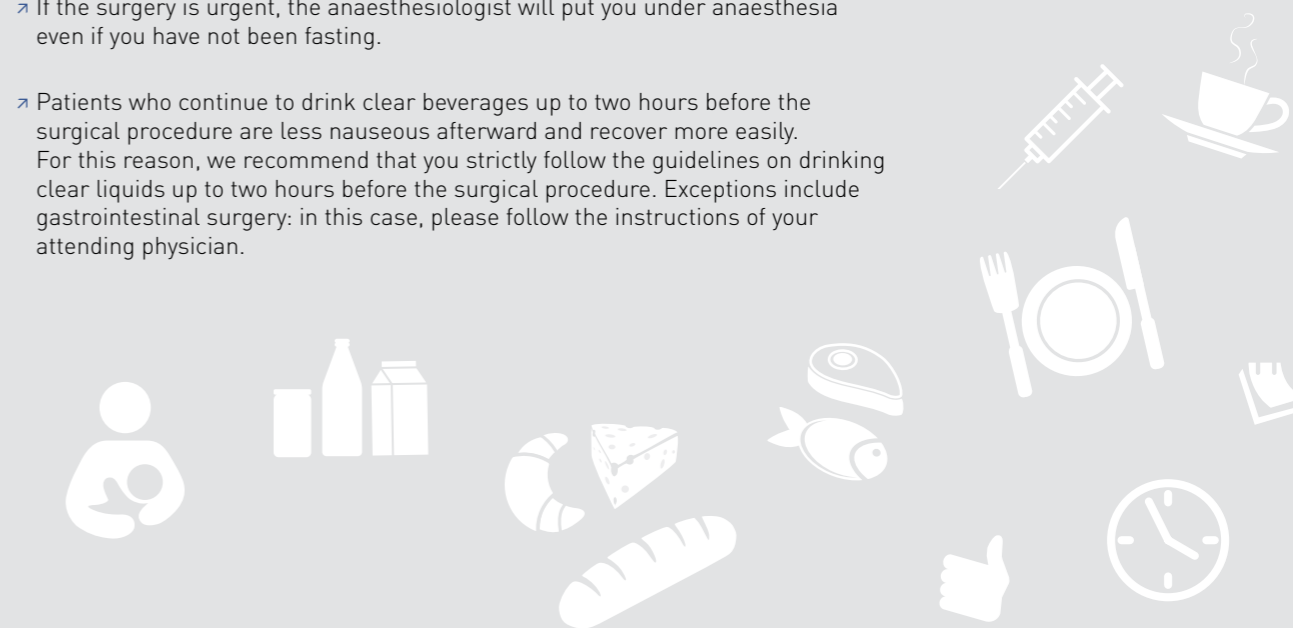 ↗ If the surgery is urgent, the anaesthesiologist will put you under anaesthesia
even if you have not been fasting.
↗ Patients who continue to drink clear beverages up to two hours before the
surgical procedure are less nauseous afterward and recover more easily.
For this reason, we recommend that you strictly follow the guidelines on drinking
clear liquids up to two hours before the surgical procedure. Exceptions include
gastrointestinal surgery: in this case, please follow the instructions of your
attending physician.